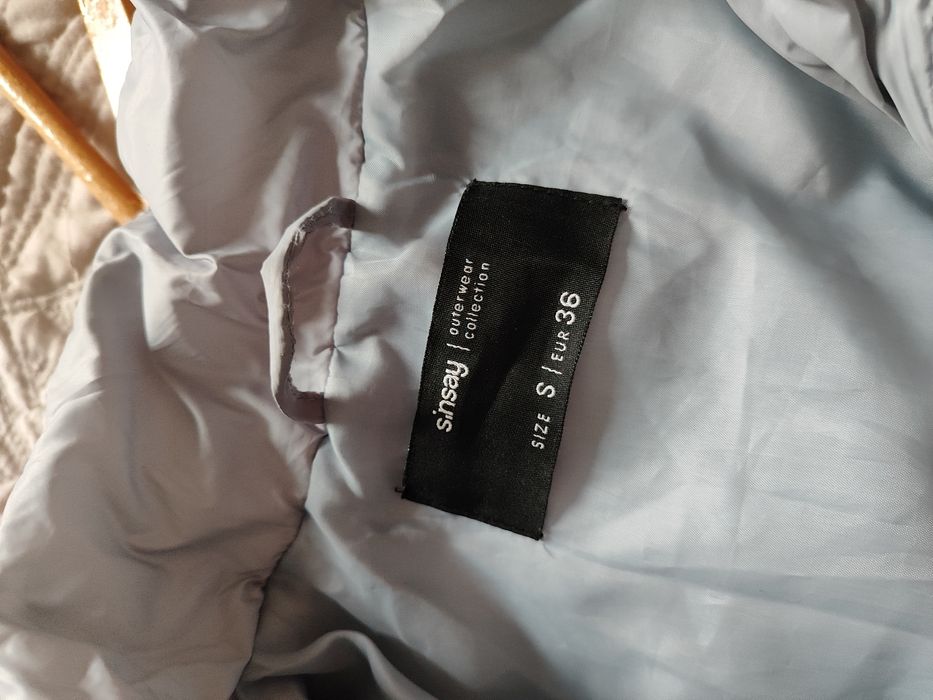 sinsay | outerwear
collection
SIZE S | EUR 36